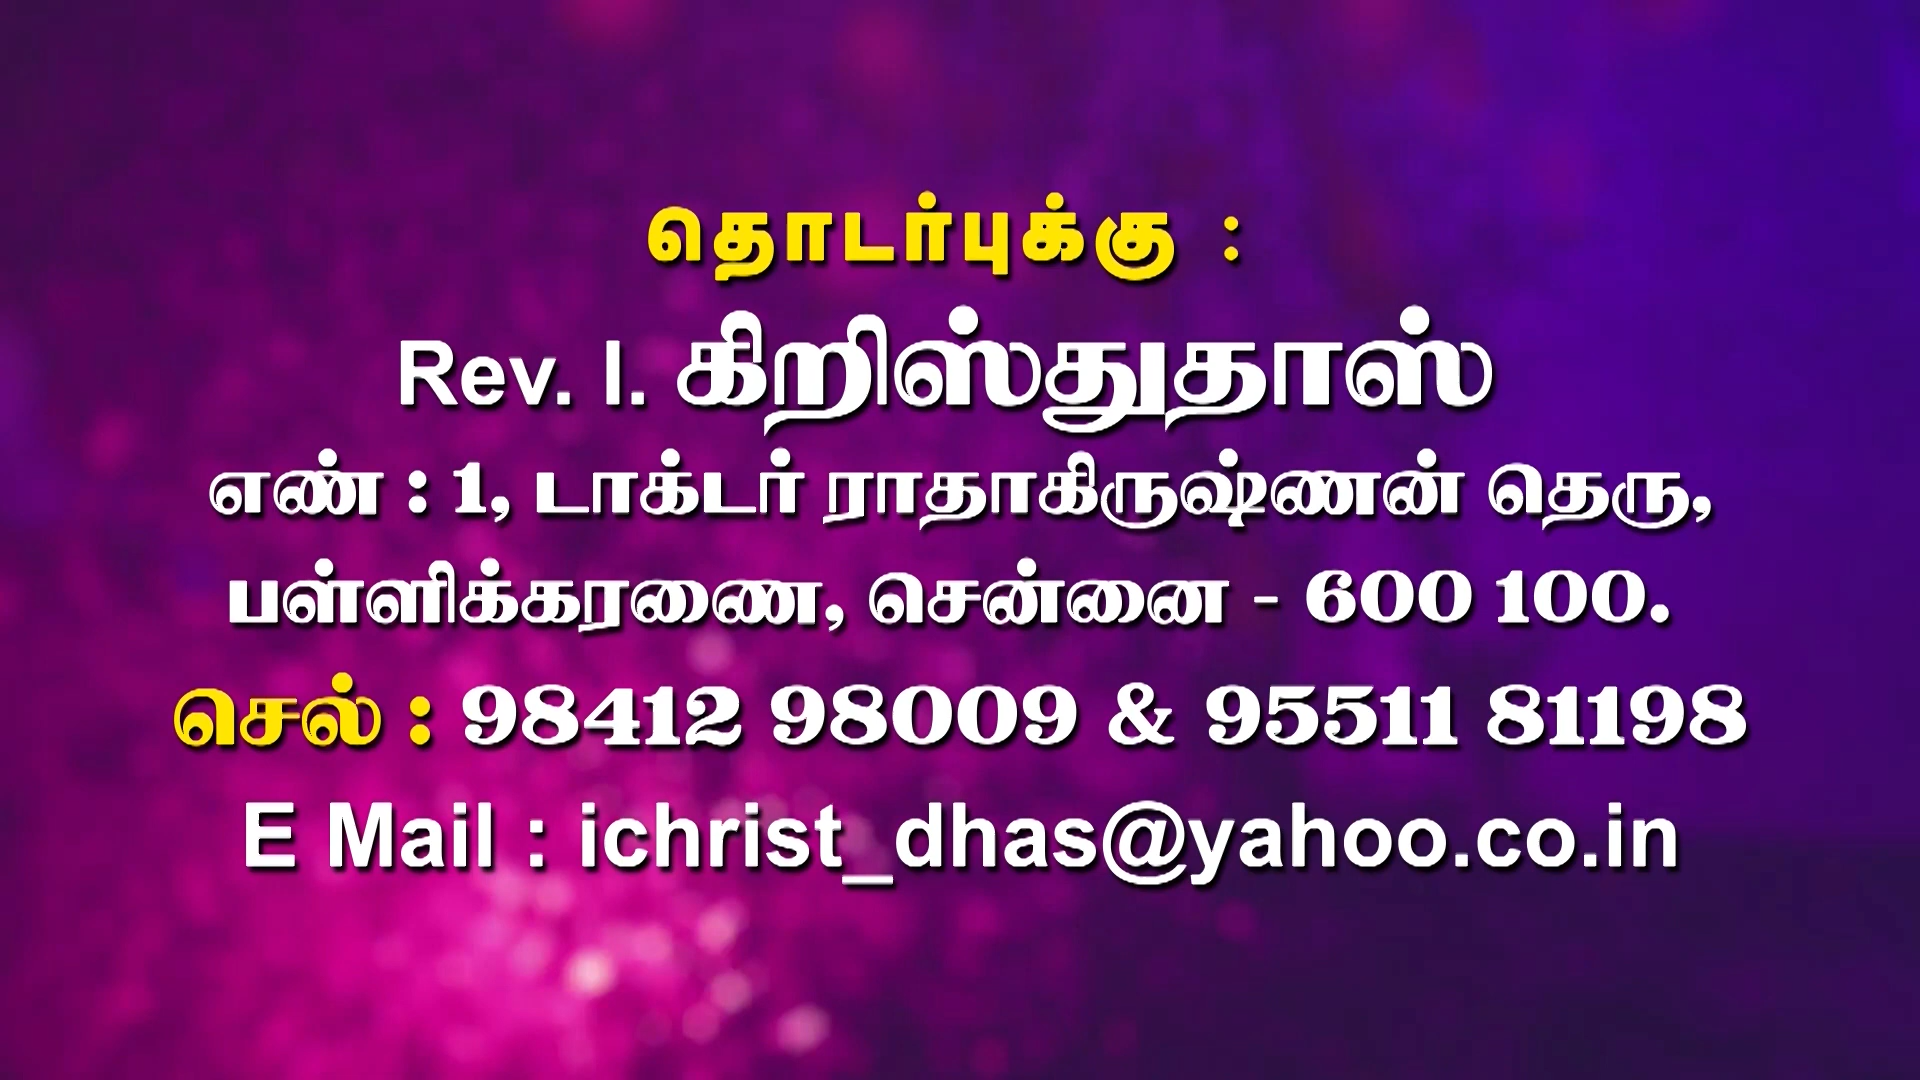 தொடர்புக்கு :
Rev. I. கிறிஸ்துதாஸ்
எண் : 1, டாக்டர் ராதாகிருஷ்ணன் தெரு,
பள்ளிக்கரணை, சென்னை - 600 100.
செல் : 98412 98009 & 95511 81198
E Mail : ichrist_dhas@yahoo.co.in